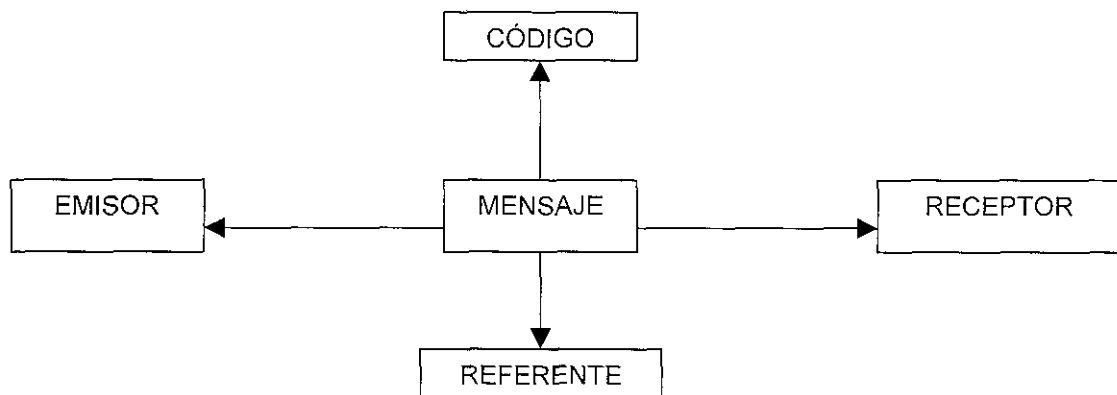 CÓDIGO
EMISOR
MENSAJE
RECEPTOR
REFERENTE